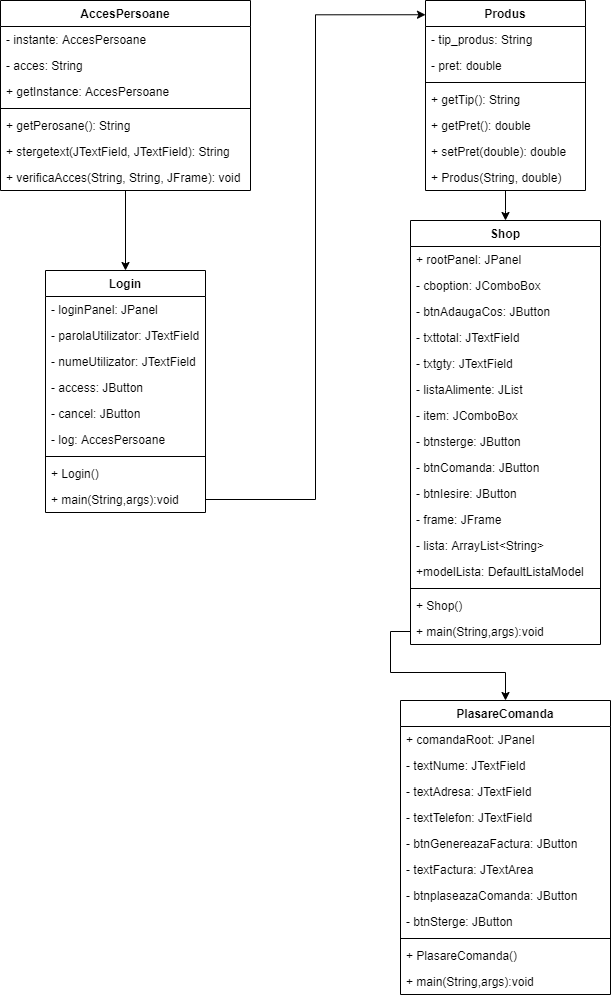 AccesPersoane
- instante: AccesPersoane
- acces: String
+ getInstance: AccesPersoane
+ getPerosane(): String
+ stergetext(JTextField, JTextField): String
+ verificaAcces(String, String, JFrame): void
Produs
- tip_produs: String
- pret: double
+ getTip(): String
+ getPret(): double
+ setPret(double): double
+ Produs(String, double)
Login
- loginPanel: JPanel
- parolaUtilizator: JTextField
- numeUtilizator: JTextField
- access: JButton
- cancel: JButton
- log: AccesPersoane
+ Login()
+ main(String,args):void
Shop
+ rootPanel: JPanel
- cboption: JComboBox
- btnAdaugaCos: JButton
- txttotal: JTextField
- txtgty: JTextField
- listaAlimente: JList
- item: JComboBox
- btnsterge: JButton
- btnComanda: JButton
- btnIesire: JButton
- frame: JFrame
- lista: ArrayList<String>
+modelLista: DefaultListaModel
+ Shop()
+ main(String,args):void
PlasareComanda
+ comandaRoot: JPanel
- textNume: JTextField
- textAdresa: JTextField
- textTelefon: JTextField
- btnGenereazaFactura: JButton
- textFactura: JTextArea
- btnplaseazaComanda: JButton
- btnSterge: JButton
+ PlasareComanda()
+ main(String,args):void